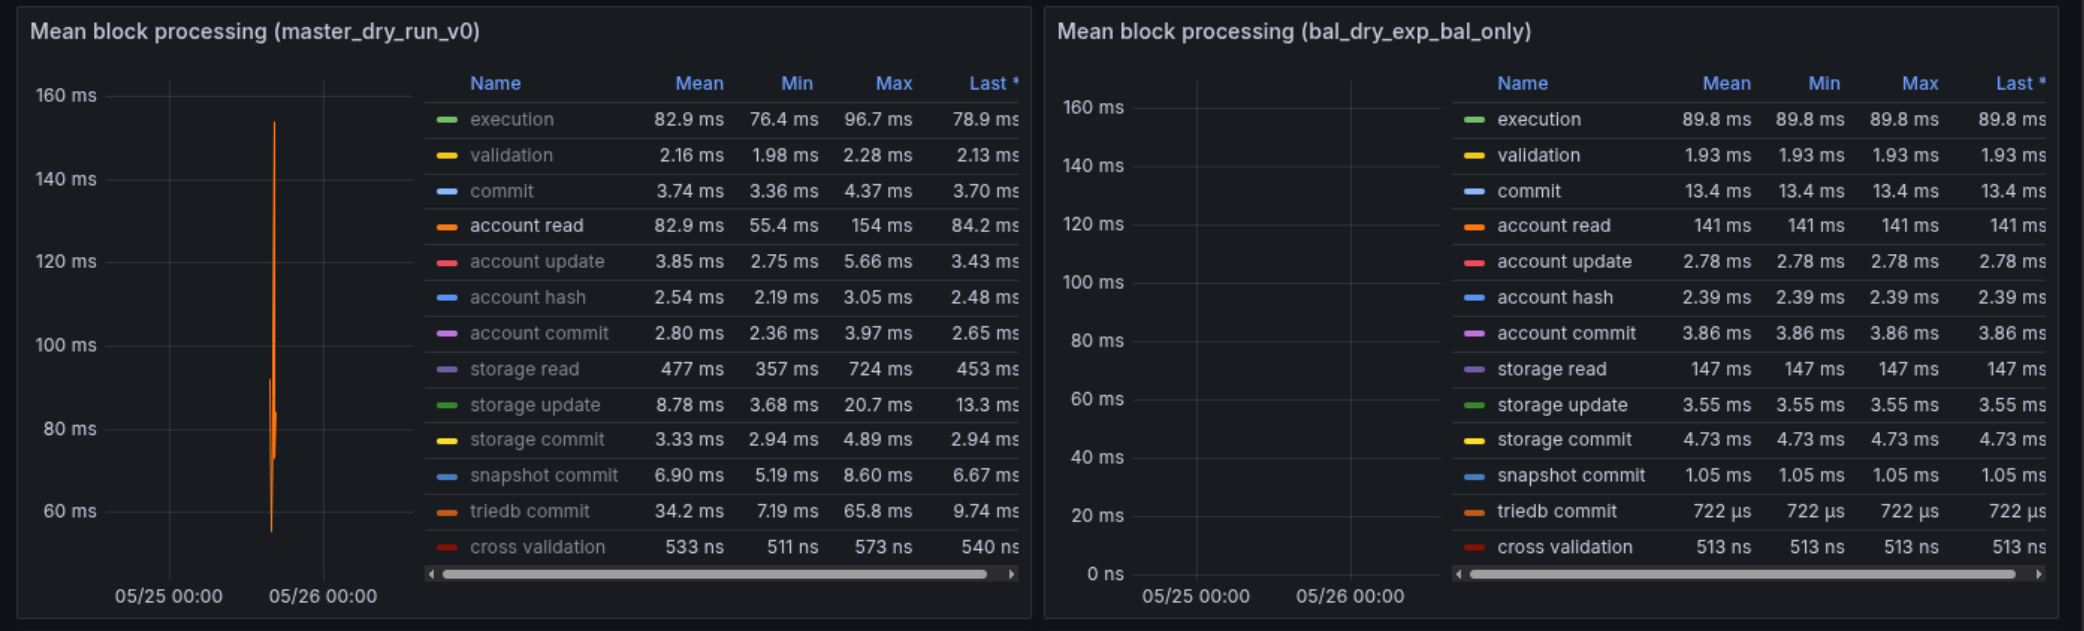 Mean block processing (master_dry_run_v0)
160 ms
140 ms
120 ms
100 ms
80 ms
60 ms
05/25 00:00 05/26 00:00
Name Mean Min Max Last *
execution 82.9 ms 76.4 ms 96.7 ms 78.9 ms
validation 2.16 ms 1.98 ms 2.28 ms 2.13 ms
commit 3.74 ms 3.36 ms 4.37 ms 3.70 ms
account read 82.9 ms 55.4 ms 154 ms 84.2 ms
account update 3.85 ms 2.75 ms 5.66 ms 3.43 ms
account hash 2.54 ms 2.19 ms 3.05 ms 2.48 ms
account commit 2.80 ms 2.36 ms 3.97 ms 2.65 ms
storage read 477 ms 357 ms 724 ms 453 ms
storage update 8.78 ms 3.68 ms 20.7 ms 13.3 ms
storage commit 3.33 ms 2.94 ms 4.89 ms 2.94 ms
snapshot commit 6.90 ms 5.19 ms 8.60 ms 6.67 ms
triedb commit 34.2 ms 7.19 ms 65.8 ms 9.74 ms
cross validation 533 ns 511 ns 573 ns 540 ns
Mean block processing (bal_dry_exp_bal_only)
160 ms
140 ms
120 ms
100 ms
80 ms
60 ms
40 ms
20 ms
0 ns
05/25 00:00 05/26 00:00
Name Mean Min Max Last *
execution 89.8 ms 89.8 ms 89.8 ms 89.8 ms
validation 1.93 ms 1.93 ms 1.93 ms 1.93 ms
commit 13.4 ms 13.4 ms 13.4 ms 13.4 ms
account read 141 ms 141 ms 141 ms 141 ms
account update 2.78 ms 2.78 ms 2.78 ms 2.78 ms
account hash 2.39 ms 2.39 ms 2.39 ms 2.39 ms
account commit 3.86 ms 3.86 ms 3.86 ms 3.86 ms
storage read 147 ms 147 ms 147 ms 147 ms
storage update 3.55 ms 3.55 ms 3.55 ms 3.55 ms
storage commit 4.73 ms 4.73 ms 4.73 ms 4.73 ms
snapshot commit 1.05 ms 1.05 ms 1.05 ms 1.05 ms
triedb commit 722 µs 722 µs 722 µs 722 µs
cross validation 513 ns 513 ns 513 ns 513 ns